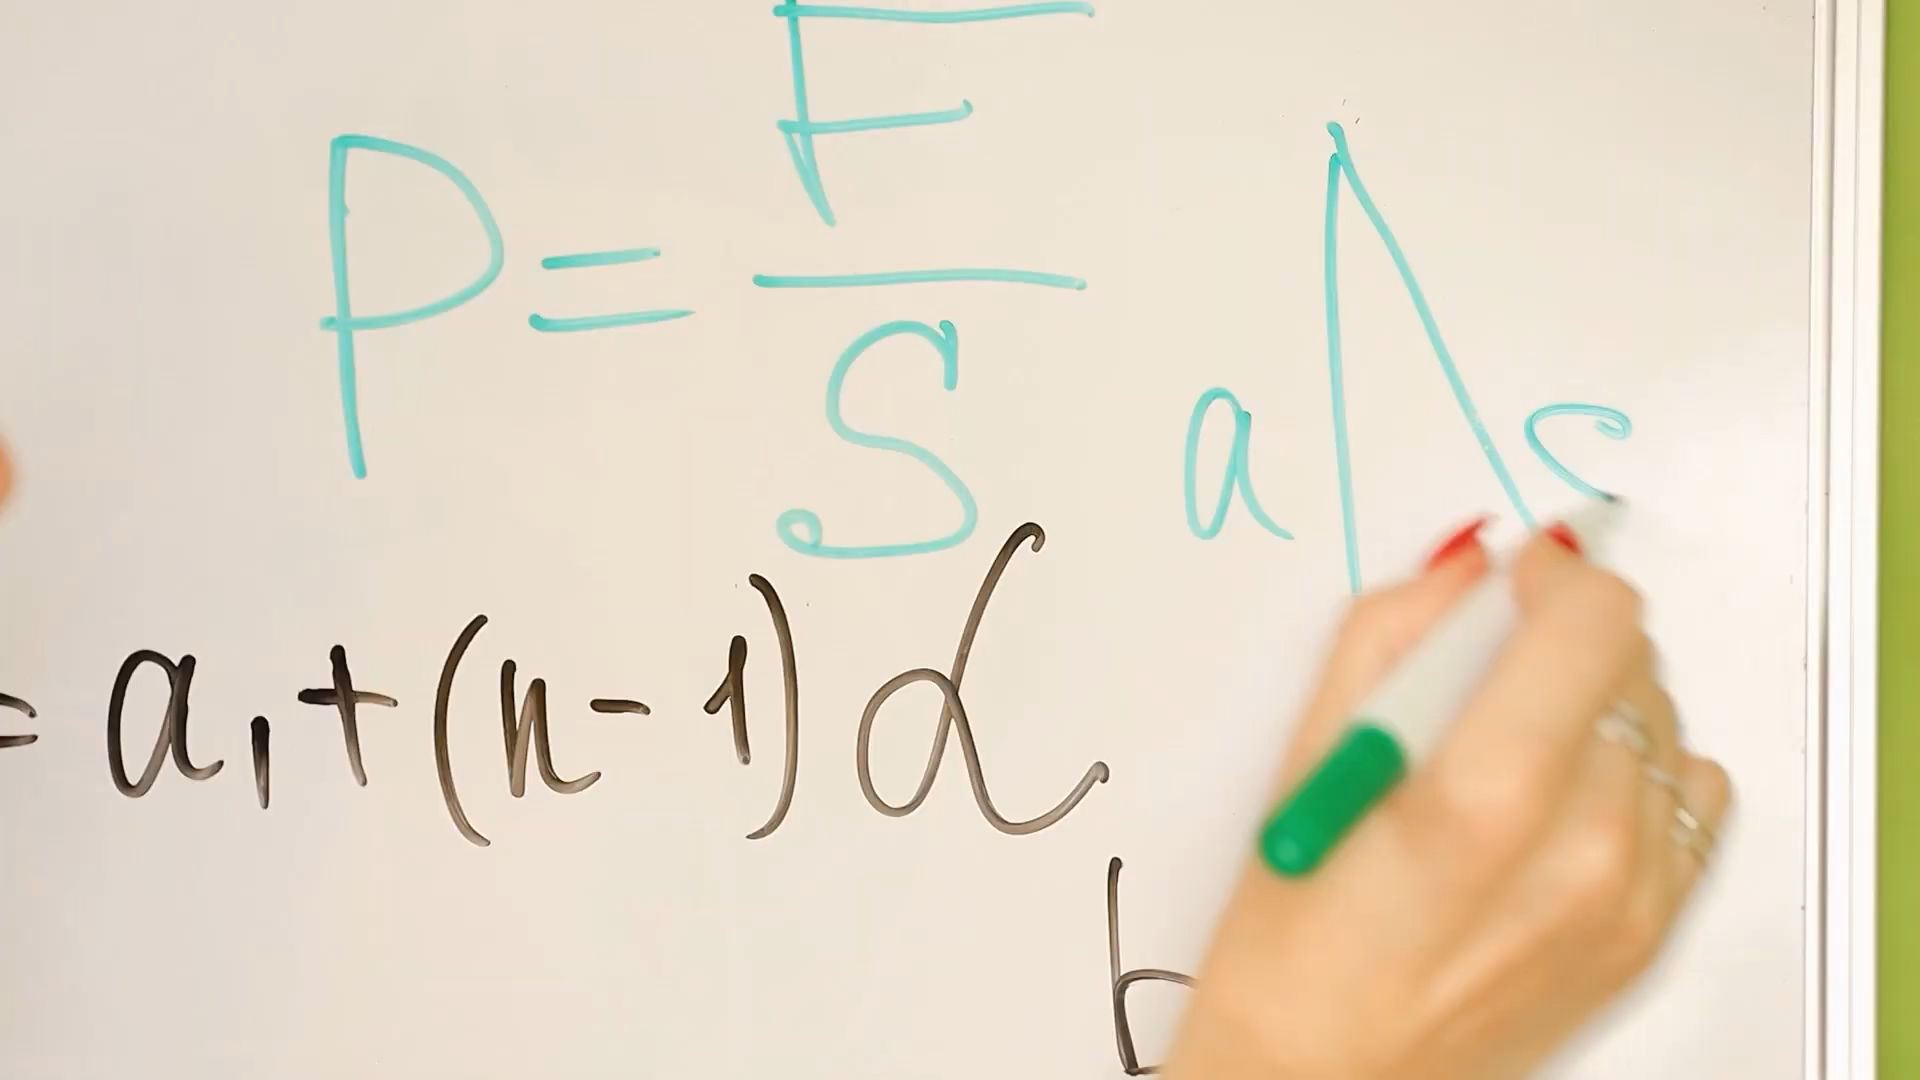 P = F/S
a c
= a₁ + (n - 1) d
b